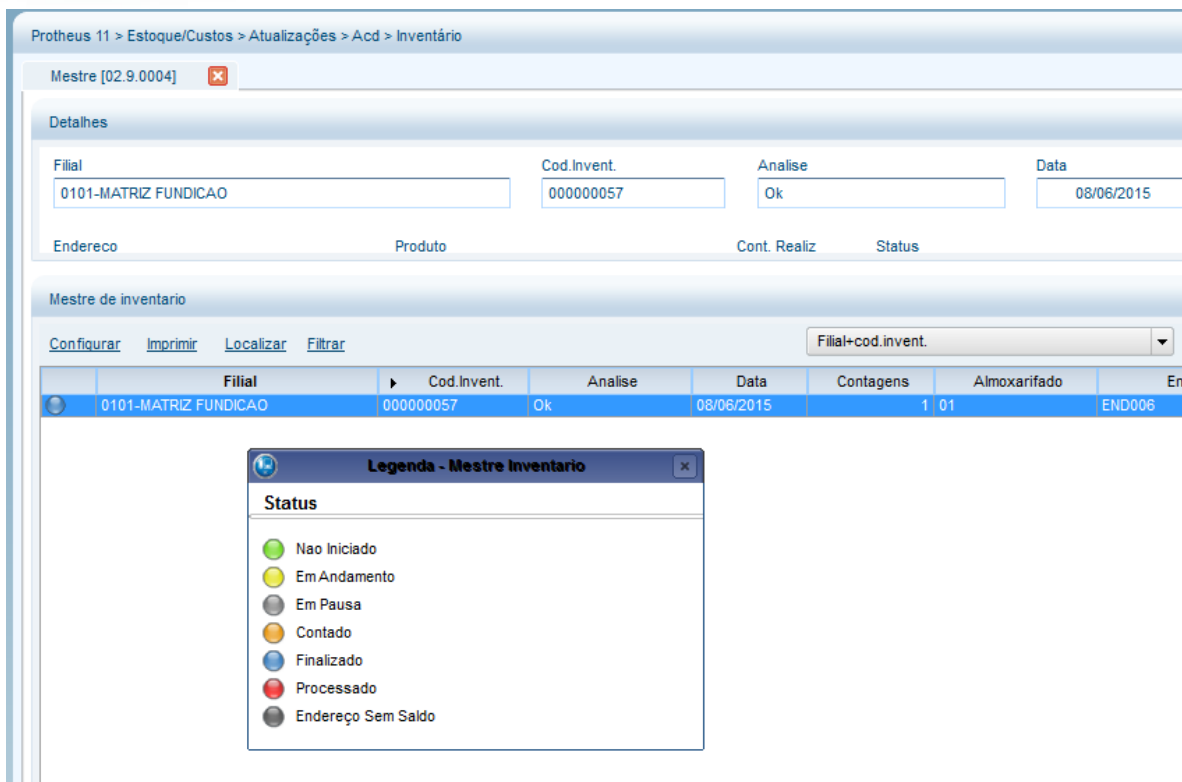 Protheus 11 > Estoque/Custos > Atualizações > Acd > Inventário
Mestre [02.9.0004]
Detalhes
Filial Cod.Invent. Analise Data
0101-MATRIZ FUNDICAO 000000057 Ok 08/06/2015
Endereco Produto Cont. Realiz Status
Mestre de inventario
Configurar Imprimir Localizar Filtrar Filial+cod.invent.
Filial Cod.Invent. Analise Data Contagens Almoxarifado En
0101-MATRIZ FUNDICAO 000000057 Ok 08/06/2015 1 01 END006
Legenda - Mestre Inventario
Status
Nao Iniciado
Em Andamento
Em Pausa
Contado
Finalizado
Processado
Endereço Sem Saldo